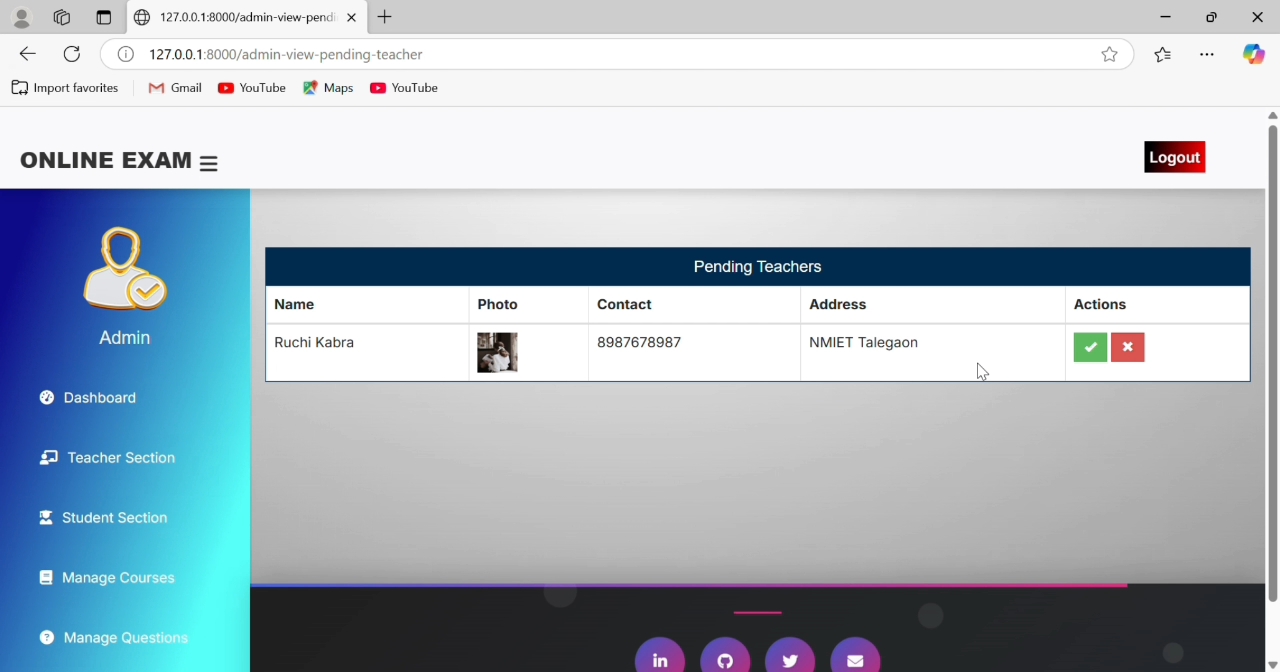 127.0.0.1:8000/admin-view-pendi
127.0.0.1:8000/admin-view-pending-teacher
Import favorites Gmail YouTube Maps YouTube
ONLINE EXAM
Logout
Admin
Dashboard
Teacher Section
Student Section
Manage Courses
Manage Questions
Pending Teachers
Name Photo Contact Address Actions
Ruchi Kabra 8987678987 NMIET Talegaon